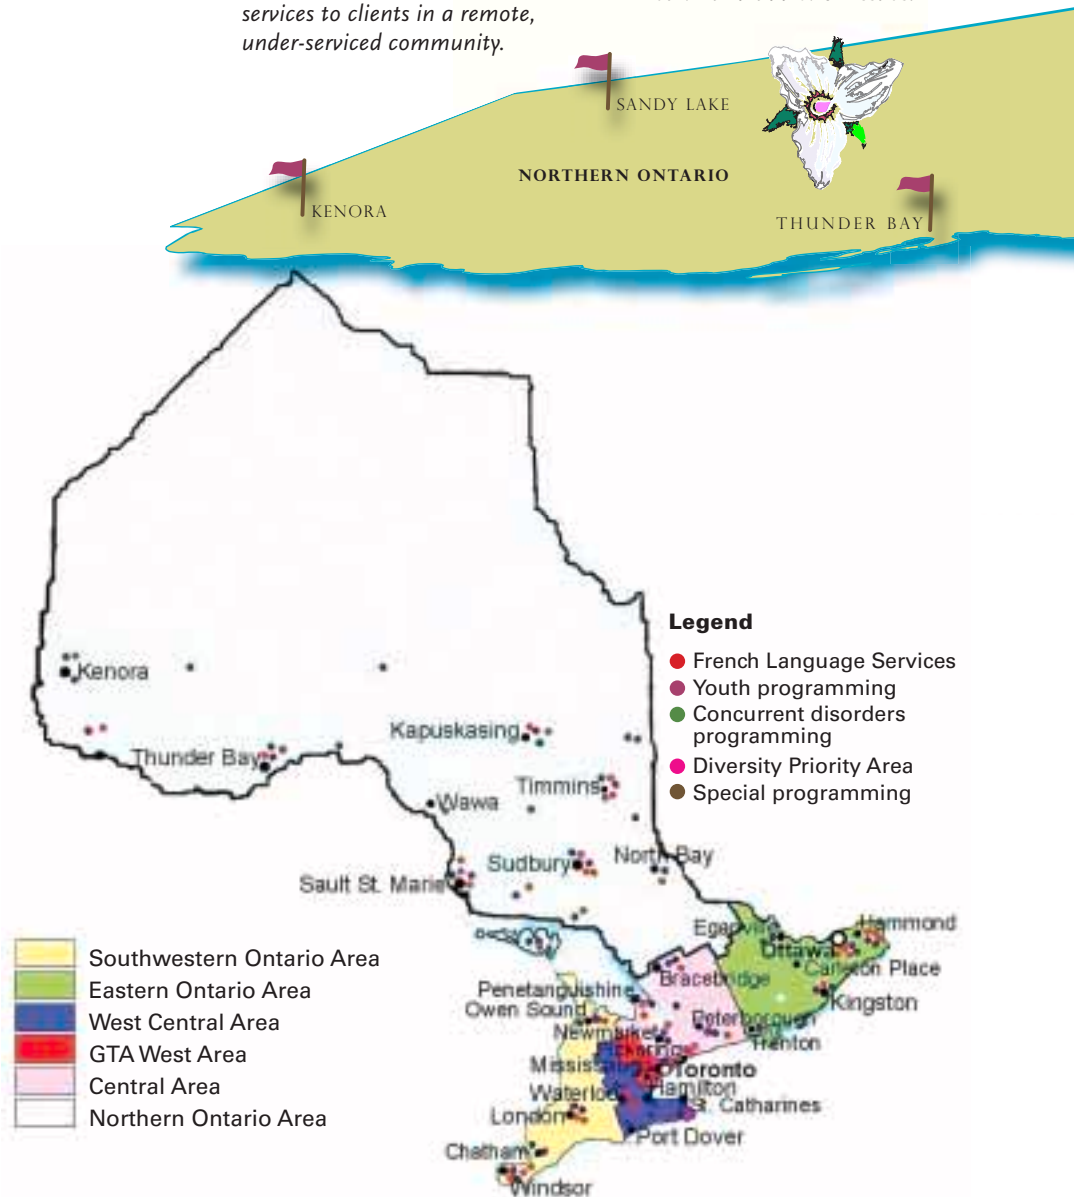 services to clients in a remote,
under-serviced community.
SANDY LAKE
NORTHERN ONTARIO
KENORA
THUNDER BAY
Legend
French Language Services
Youth programming
Concurrent disorders
programming
Diversity Priority Area
Special programming
Kenora
Kapuskasing
Thunder Bay
Timmins
Wawa
Sudbury
North Bay
Sault St. Marie
Hammond
Ottawa
Carleton Place
Bracebridge
Penetanguishine
Kingston
Owen Sound
Peterborough
Newmarket
Trenton
Pickering
Toronto
Hamilton
Waterloo
St. Catharines
London
Port Dover
Chatham
Windsor
Southwestern Ontario Area
Eastern Ontario Area
West Central Area
GTA West Area
Central Area
Northern Ontario Area